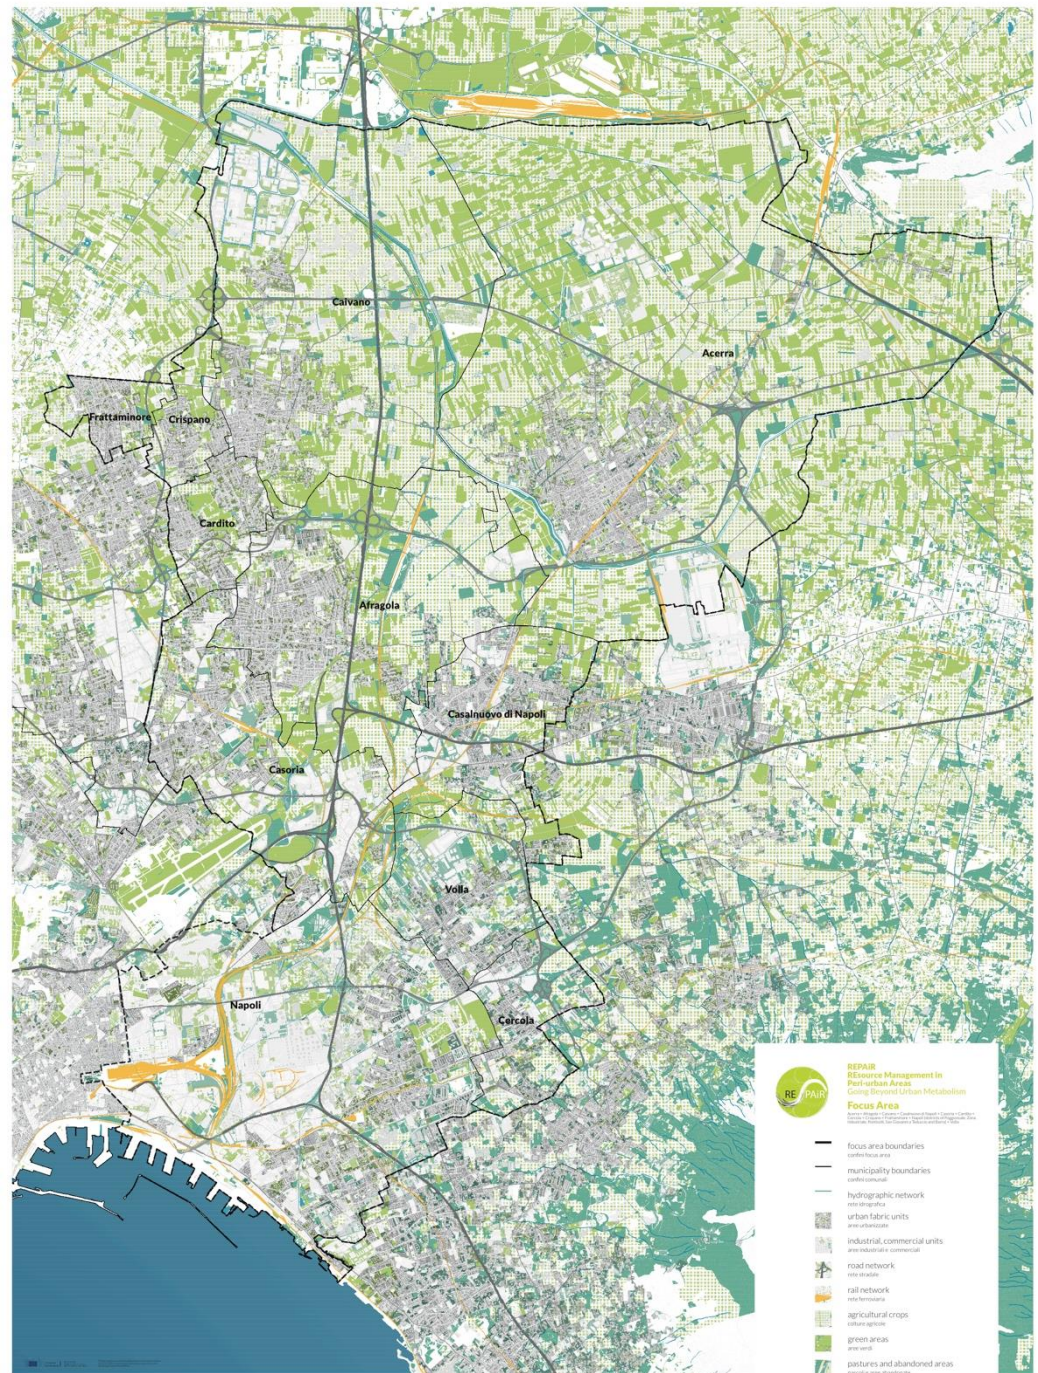 Caivano
Acerra
Frattaminore
Crispano
Cardito
Afragola
Casalnuovo di Napoli
Casoria
Volla
Napoli
Cercola
RE PAiR
REPAiR
REsource Management in
Peri-urban Areas
Going Beyond Urban Metabolism
Focus Area
focus area boundaries
confini focus area
municipality boundaries
confini comunali
hydrographic network
rete idrografica
urban fabric units
aree urbanizzate
industrial, commercial units
aree industriali e commerciali
road network
rete stradale
rail network
rete ferroviaria
agricultural crops
colture agricole
green areas
aree verdi
pastures and abandoned areas